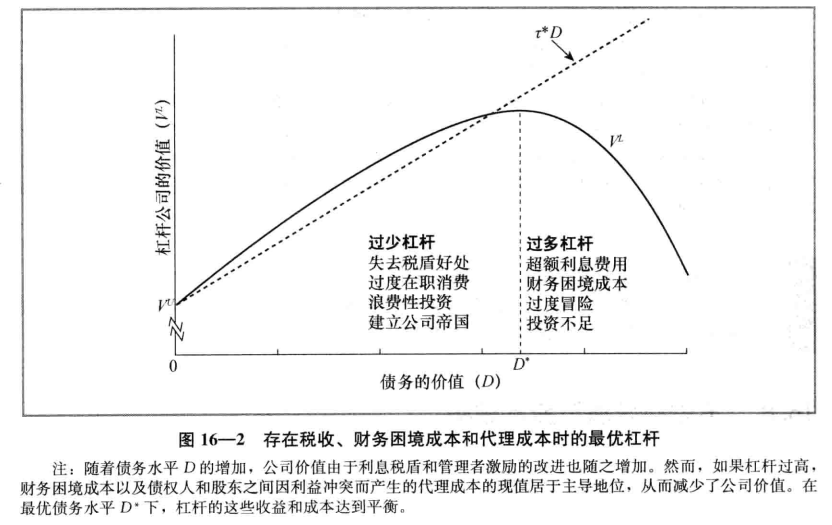 τ*D
杠杆公司的价值（Vᴸ）
Vᴸ
过少杠杆
失去税盾好处
过度在职消费
浪费性投资
建立公司帝国
过多杠杆
超额利息费用
财务困境成本
过度冒险
投资不足
Vᵁ
0
D*
债务的价值（D）
图 16—2 存在税收、财务困境成本和代理成本时的最优杠杆
注：随着债务水平 D 的增加，公司价值由于利息税盾和管理者激励的改进也随之增加。然而，如果杠杆过高，
财务困境成本以及债权人和股东之间因利益冲突而产生的代理成本的现值居于主导地位，从而减少了公司价值。在
最优债务水平 D* 下，杠杆的这些收益和成本达到平衡。